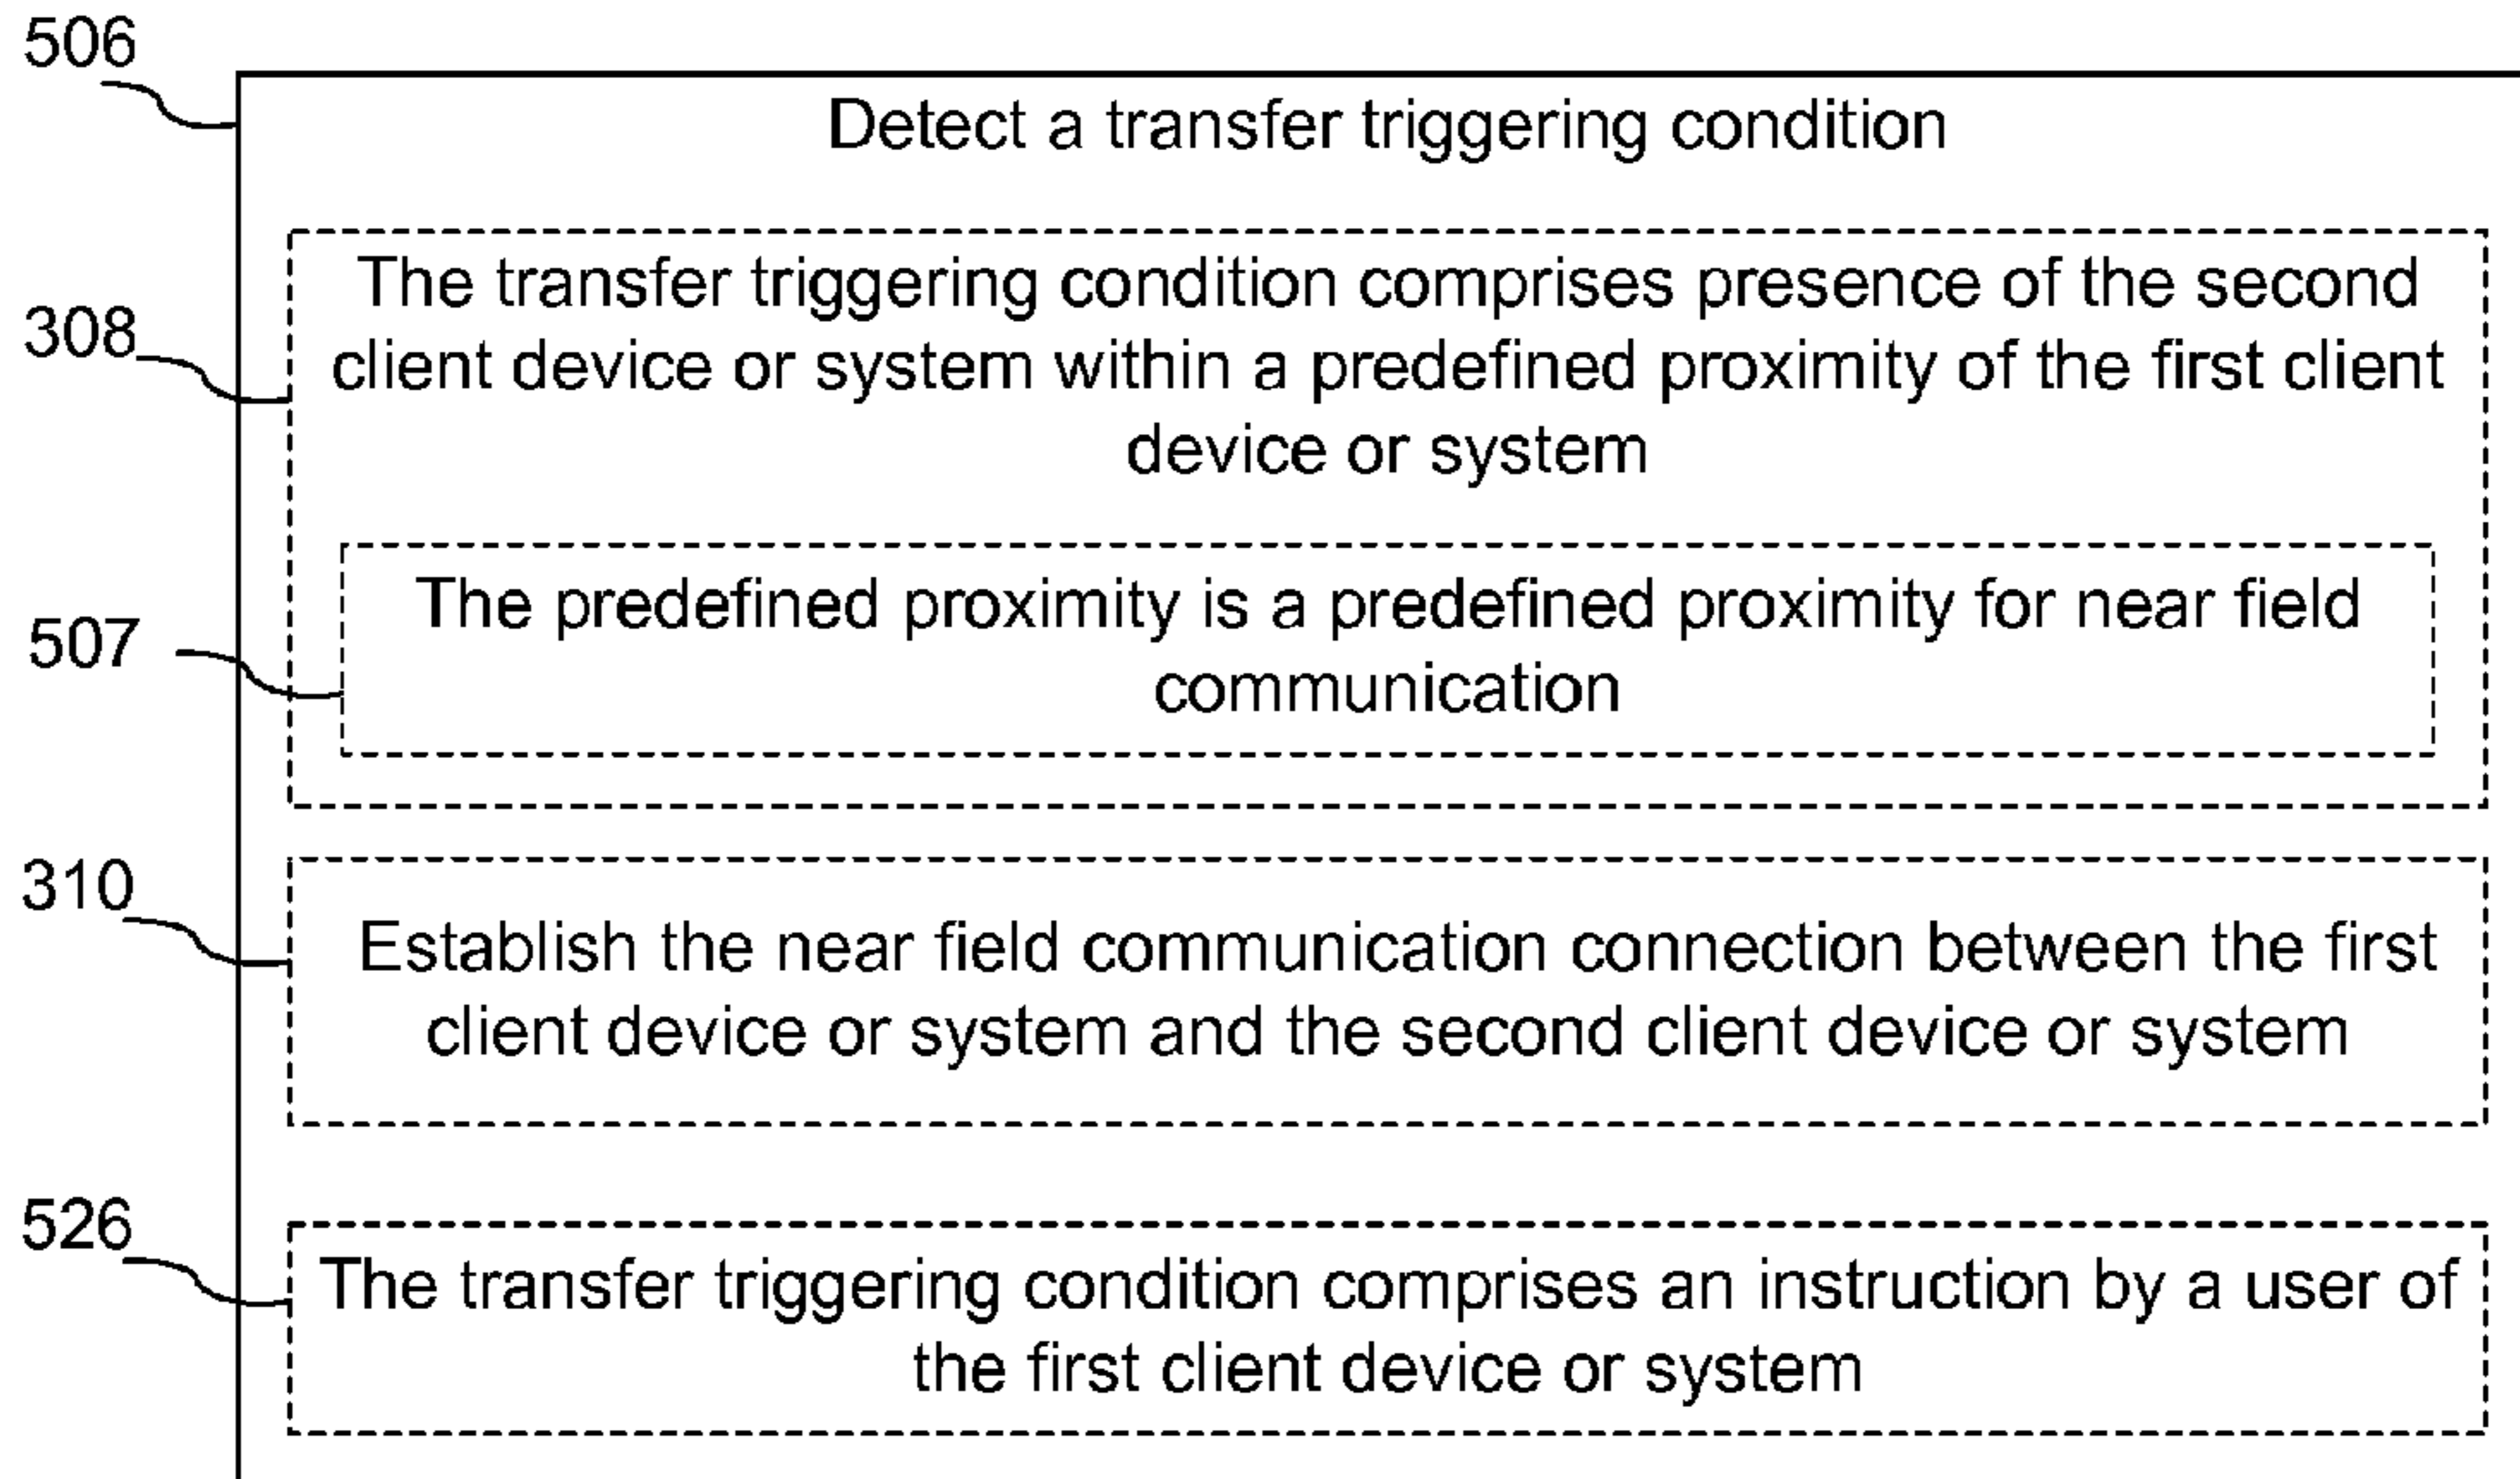 506
Detect a transfer triggering condition
308
The transfer triggering condition comprises presence of the second
client device or system within a predefined proximity of the first client
device or system
507
The predefined proximity is a predefined proximity for near field
communication
310
Establish the near field communication connection between the first
client device or system and the second client device or system
526
The transfer triggering condition comprises an instruction by a user of
the first client device or system